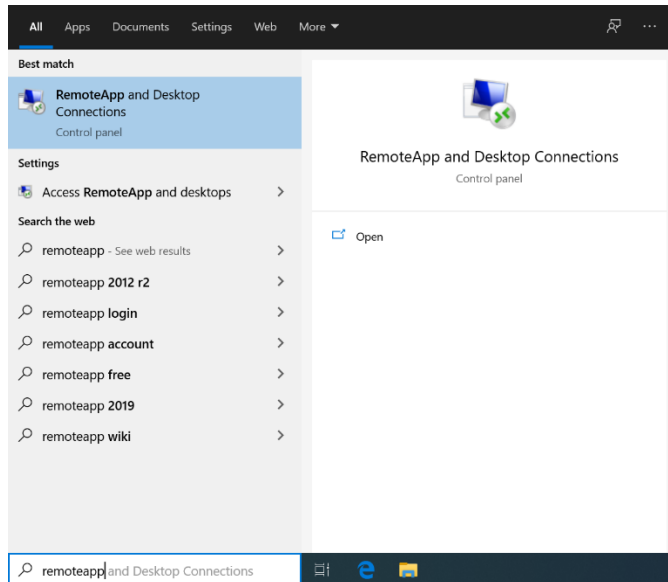 All Apps Documents Settings Web More
Best match
RemoteApp and Desktop
Connections
Control panel
Settings
Access RemoteApp and desktops
Search the web
remoteapp - See web results
remoteapp 2012 r2
remoteapp login
remoteapp account
remoteapp free
remoteapp 2019
remoteapp wiki
RemoteApp and Desktop Connections
Control panel
Open
remoteapp and Desktop Connections